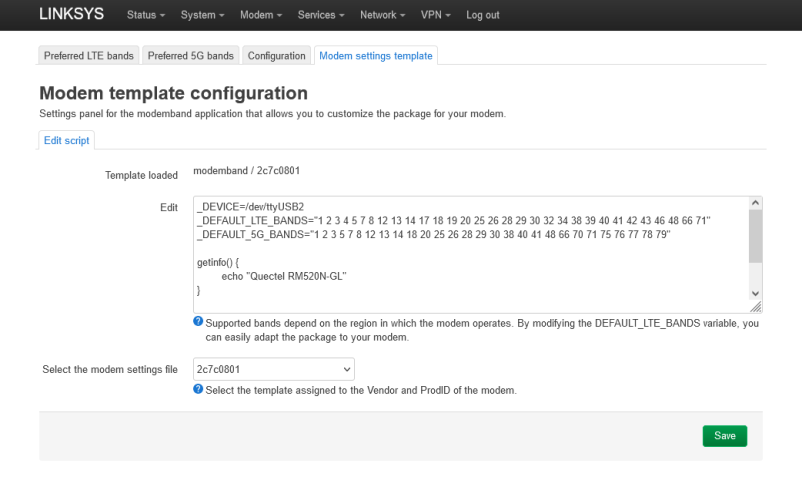 LINKSYS Status System Modem Services Network VPN Log out
Preferred LTE bands Preferred 5G bands Configuration Modem settings template
Modem template configuration
Settings panel for the modemband application that allows you to customize the package for your modem.
Edit script
Template loaded modemband / 2c7c0801
Edit
_DEVICE=/dev/ttyUSB2
_DEFAULT_LTE_BANDS="1 2 3 4 5 7 8 12 13 14 17 18 19 20 25 26 28 29 30 32 34 38 39 40 41 42 43 46 48 66 71"
_DEFAULT_5G_BANDS="1 2 3 5 7 8 12 13 14 18 20 25 26 28 29 30 38 40 41 48 66 70 71 75 76 77 78 79"
getinfo() {
echo "Quectel RM520N-GL"
}
Supported bands depend on the region in which the modem operates. By modifying the DEFAULT_LTE_BANDS variable, you
can easily adapt the package to your modem.
Select the modem settings file 2c7c0801
Select the template assigned to the Vendor and ProdID of the modem.
Save